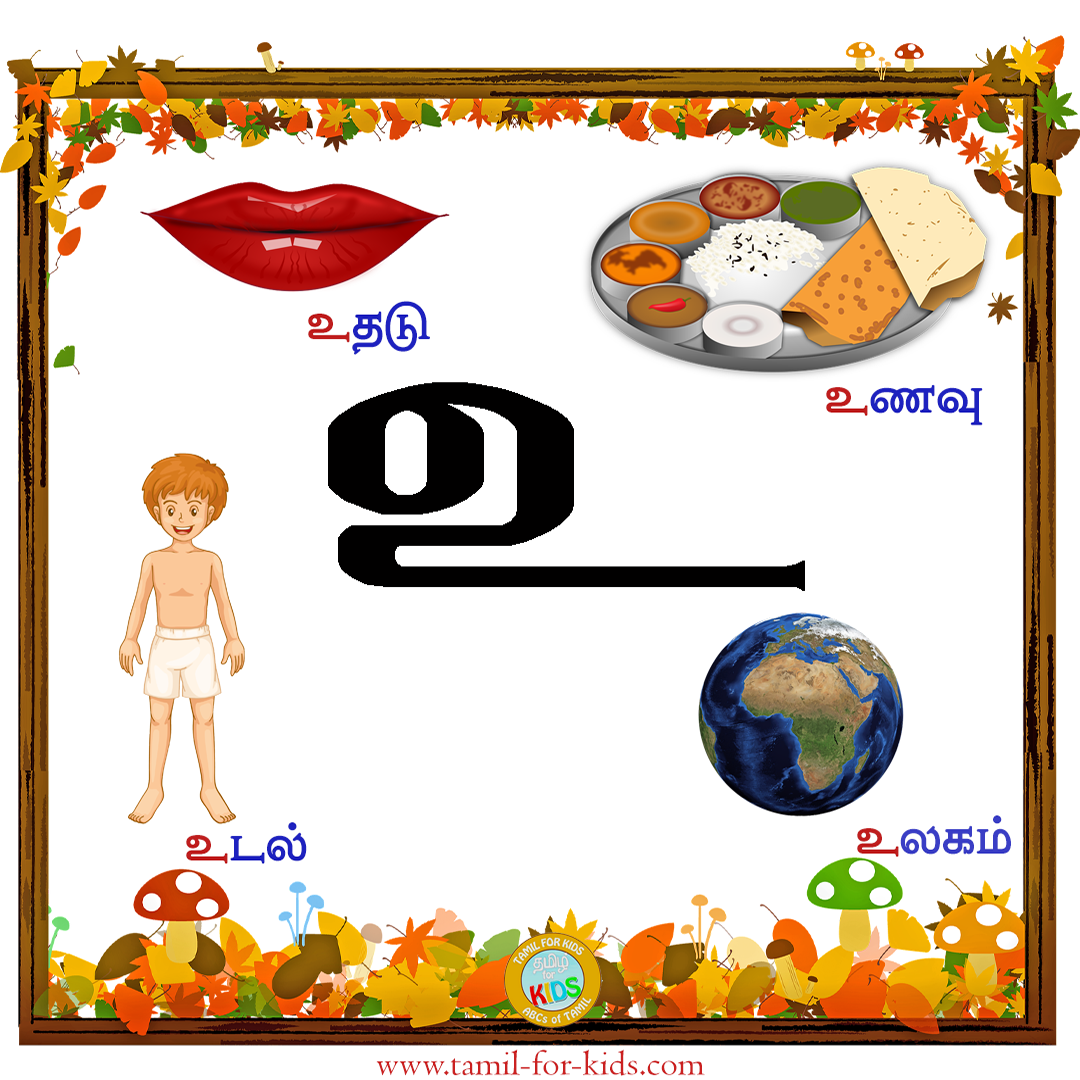 உதடு
உணவு
உ
உடல்
உலகம்
TAMIL FOR KIDS
தமிழ்
for
KIDS
ABCs of TAMIL
www.tamil-for-kids.com